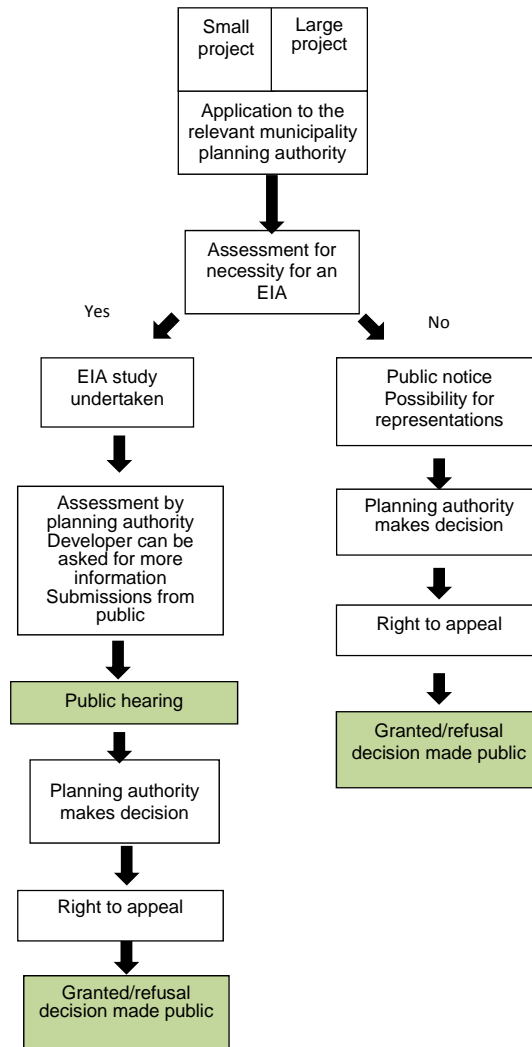 Small
project
Large
project
Application to the
relevant municipality
planning authority
Assessment for
necessity for an
EIA
Yes
No
EIA study
undertaken
Public notice
Possibility for
representations
Assessment by
planning authority
Developer can be
asked for more
information
Submissions from
public
Planning authority
makes decision
Right to appeal
Public hearing
Granted/refusal
decision made public
Planning authority
makes decision
Right to appeal
Granted/refusal
decision made public